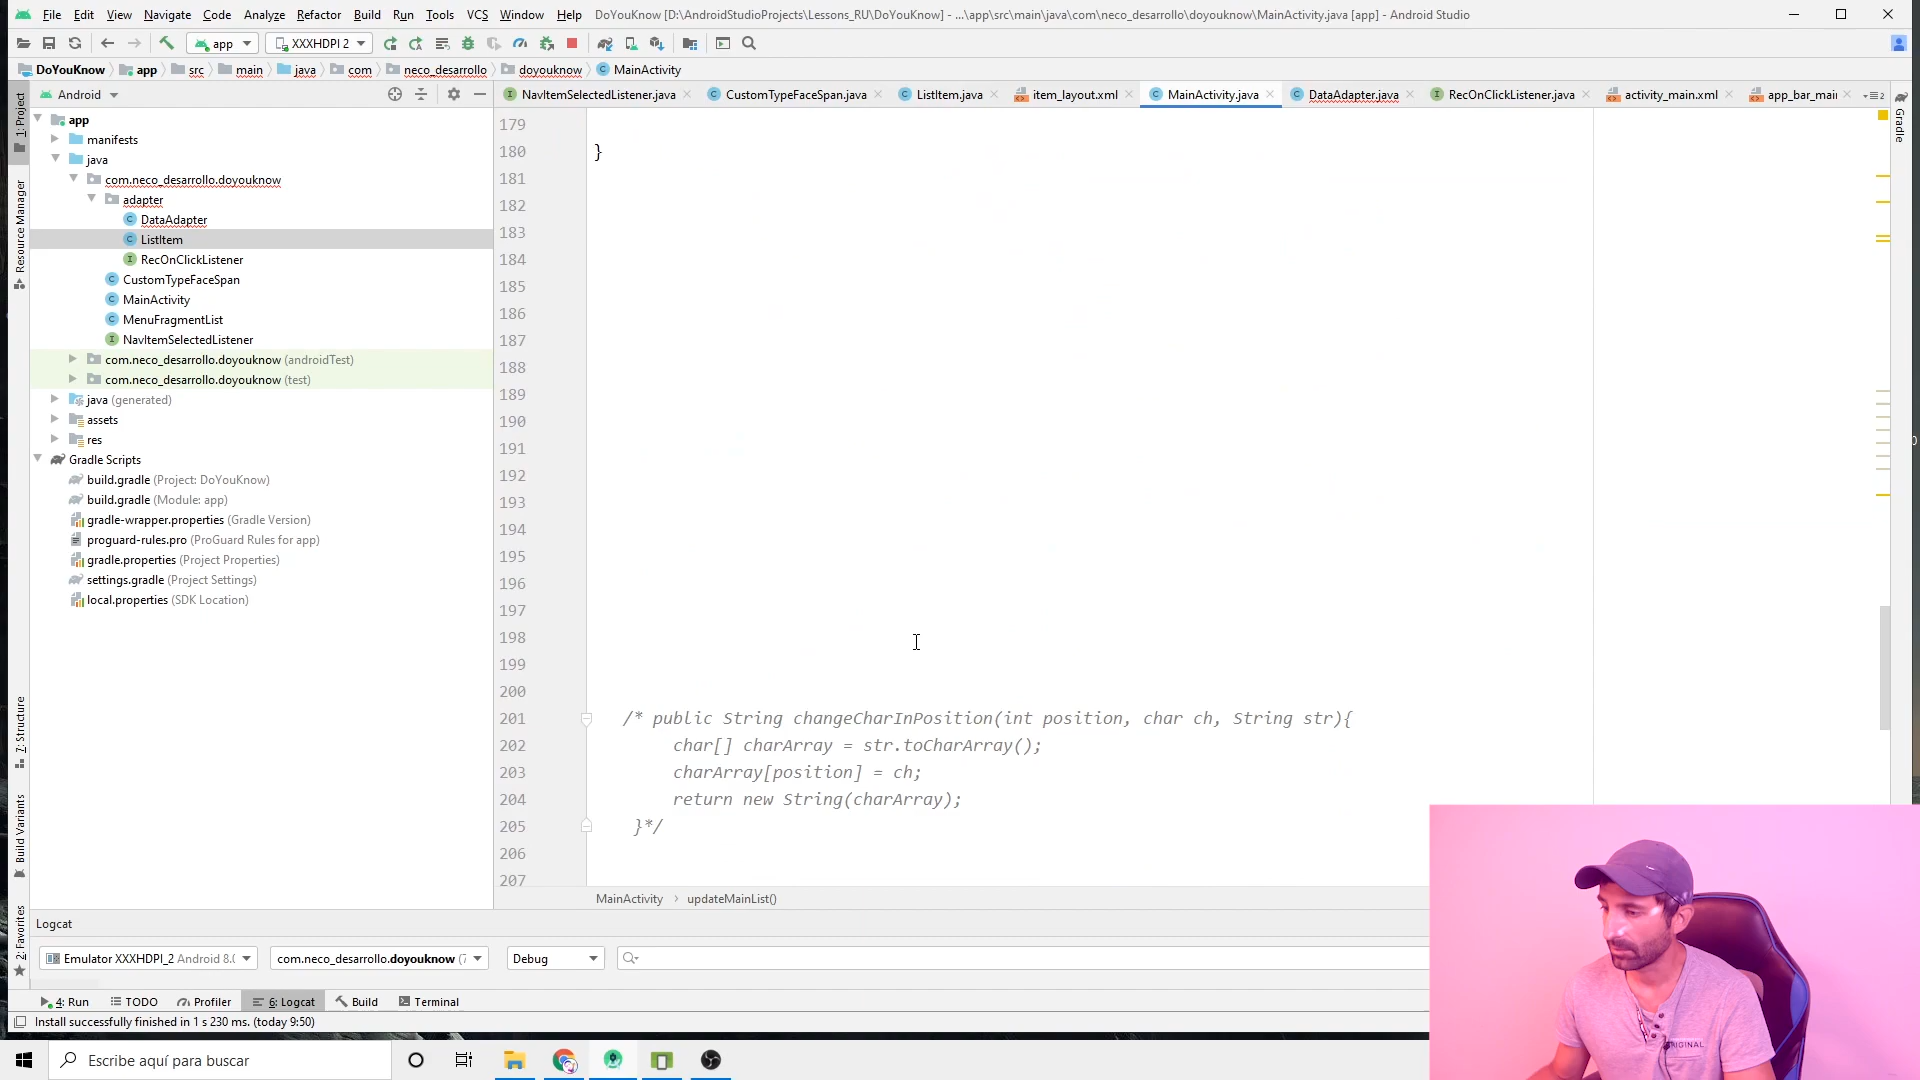 File Edit View Navigate Code Analyze Refactor Build Run Tools VCS Window Help DoYouKnow [D:\AndroidStudioProjects\Lessons_RU\DoYouKnow] - ...\app\src\main\java\com\neco_desarrollo\doyouknow\MainActivity.java [app] - Android Studio
app XXXHDPI 2
DoYouKnow app src main java com neco_desarrollo doyouknow MainActivity
Android
NavItemSelectedListener.java CustomTypeFaceSpan.java ListItem.java item_layout.xml MainActivity.java DataAdapter.java RecOnClickListener.java activity_main.xml app_bar_mai
1: Project
Resource Manager
7: Structure
Build Variants
2: Favorites
Gradle
app
manifests
java
com.neco_desarrollo.doyouknow
adapter
DataAdapter
ListItem
RecOnClickListener
CustomTypeFaceSpan
MainActivity
MenuFragmentList
NavItemSelectedListener
com.neco_desarrollo.doyouknow (androidTest)
com.neco_desarrollo.doyouknow (test)
java (generated)
assets
res
Gradle Scripts
build.gradle (Project: DoYouKnow)
build.gradle (Module: app)
gradle-wrapper.properties (Gradle Version)
proguard-rules.pro (ProGuard Rules for app)
gradle.properties (Project Properties)
settings.gradle (Project Settings)
local.properties (SDK Location)
179
180 }
181
182
183
184
185
186
187
188
189
190
191
192
193
194
195
196
197
198
199
200
201 /* public String changeCharInPosition(int position, char ch, String str){
202 char[] charArray = str.toCharArray();
203 charArray[position] = ch;
204 return new String(charArray);
205 }*/
206
207
MainActivity › updateMainList()
Logcat
Emulator XXXHDPI_2 Android 8.( com.neco_desarrollo.doyouknow (7 Debug
4: Run TODO Profiler 6: Logcat Build Terminal
Install successfully finished in 1 s 230 ms. (today 9:50)
Escribe aquí para buscar